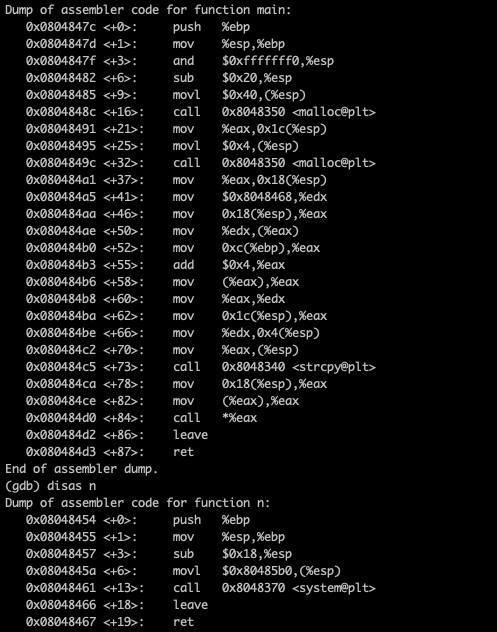 Dump of assembler code for function main:
0x0804847c <+0>: push %ebp
0x0804847d <+1>: mov %esp,%ebp
0x0804847f <+3>: and $0xfffffff0,%esp
0x08048482 <+6>: sub $0x20,%esp
0x08048485 <+9>: movl $0x40,(%esp)
0x0804848c <+16>: call 0x8048350 <malloc@plt>
0x08048491 <+21>: mov %eax,0x1c(%esp)
0x08048495 <+25>: movl $0x4,(%esp)
0x0804849c <+32>: call 0x8048350 <malloc@plt>
0x080484a1 <+37>: mov %eax,0x18(%esp)
0x080484a5 <+41>: mov $0x8048468,%edx
0x080484aa <+46>: mov 0x18(%esp),%eax
0x080484ae <+50>: mov %edx,(%eax)
0x080484b0 <+52>: mov 0xc(%ebp),%eax
0x080484b3 <+55>: add $0x4,%eax
0x080484b6 <+58>: mov (%eax),%eax
0x080484b8 <+60>: mov %eax,%edx
0x080484ba <+62>: mov 0x1c(%esp),%eax
0x080484be <+66>: mov %edx,0x4(%esp)
0x080484c2 <+70>: mov %eax,(%esp)
0x080484c5 <+73>: call 0x8048340 <strcpy@plt>
0x080484ca <+78>: mov 0x18(%esp),%eax
0x080484ce <+82>: mov (%eax),%eax
0x080484d0 <+84>: call *%eax
0x080484d2 <+86>: leave
0x080484d3 <+87>: ret
End of assembler dump.
(gdb) disas n
Dump of assembler code for function n:
0x08048454 <+0>: push %ebp
0x08048455 <+1>: mov %esp,%ebp
0x08048457 <+3>: sub $0x18,%esp
0x0804845a <+6>: movl $0x80485b0,(%esp)
0x08048461 <+13>: call 0x8048370 <system@plt>
0x08048466 <+18>: leave
0x08048467 <+19>: ret